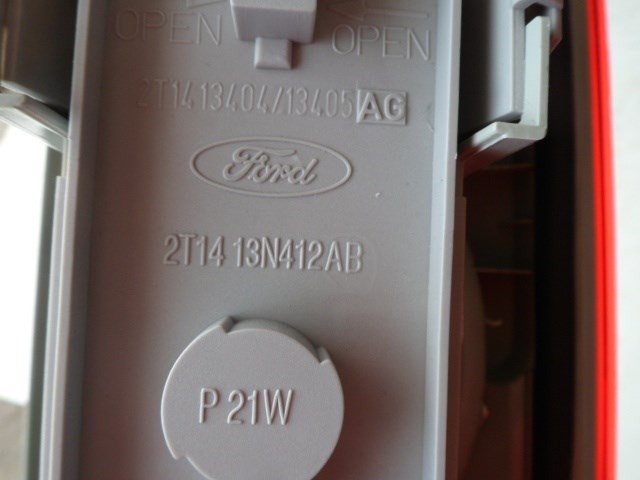 OPEN OPEN
2T14 13404/13405 AG
Ford
2T14 13N412AB
P 21W